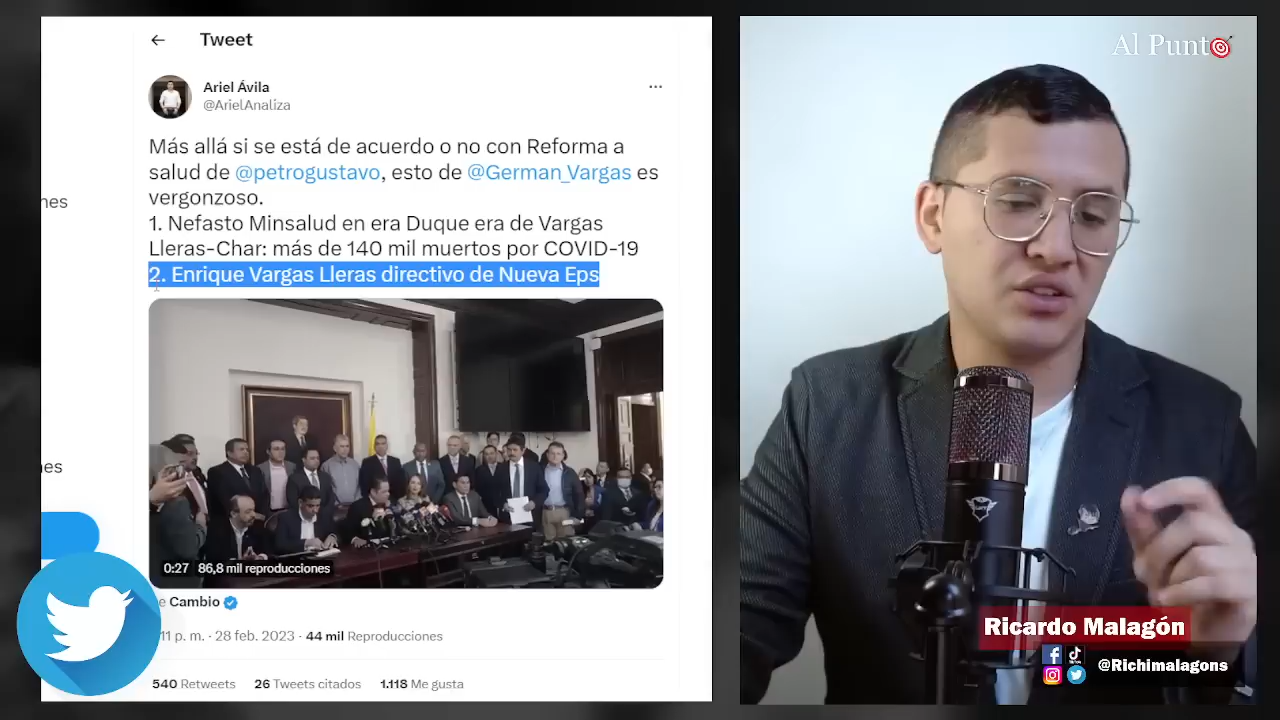 Tweet
Ariel Ávila
@ArielAnaliza
Más allá si se está de acuerdo o no con Reforma a
salud de @petrogustavo, esto de @German_Vargas es
vergonzoso.
1. Nefasto Minsalud en era Duque era de Vargas
Lleras-Char: más de 140 mil muertos por COVID-19
2. Enrique Vargas Lleras directivo de Nueva Eps
nes
nes
0:27 86,8 mil reproducciones
e Cambio
11 p. m. · 28 feb. 2023 · 44 mil Reproducciones
540 Retweets 26 Tweets citados 1.118 Me gusta
Al Punto
Ricardo Malagón
@Richimalagons